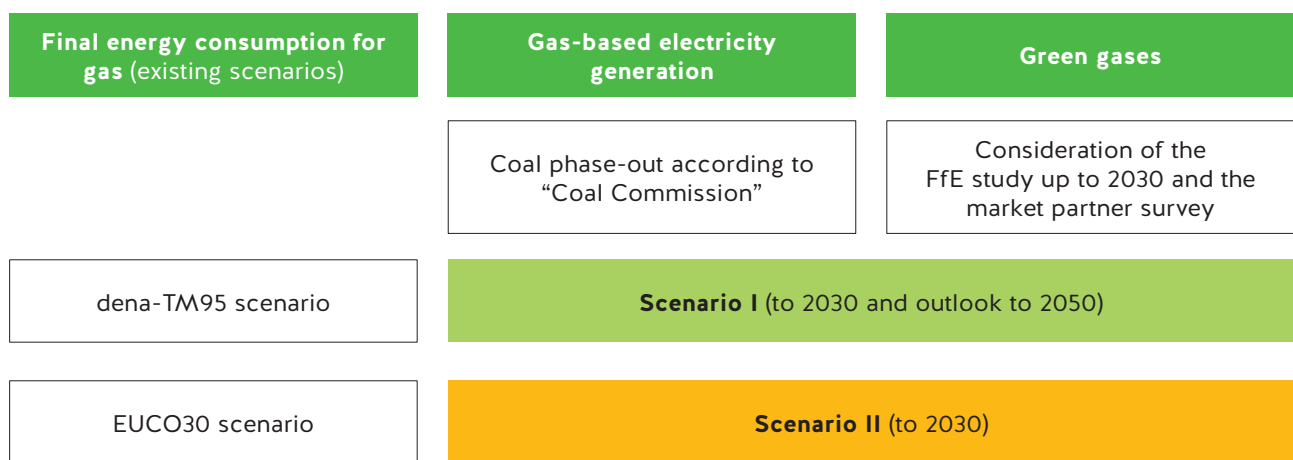 Final energy consumption for
gas (existing scenarios)
Gas-based electricity
generation
Green gases
Coal phase-out according to
“Coal Commission”
Consideration of the
FfE study up to 2030 and the
market partner survey
dena-TM95 scenario
Scenario I (to 2030 and outlook to 2050)
EUCO30 scenario
Scenario II (to 2030)